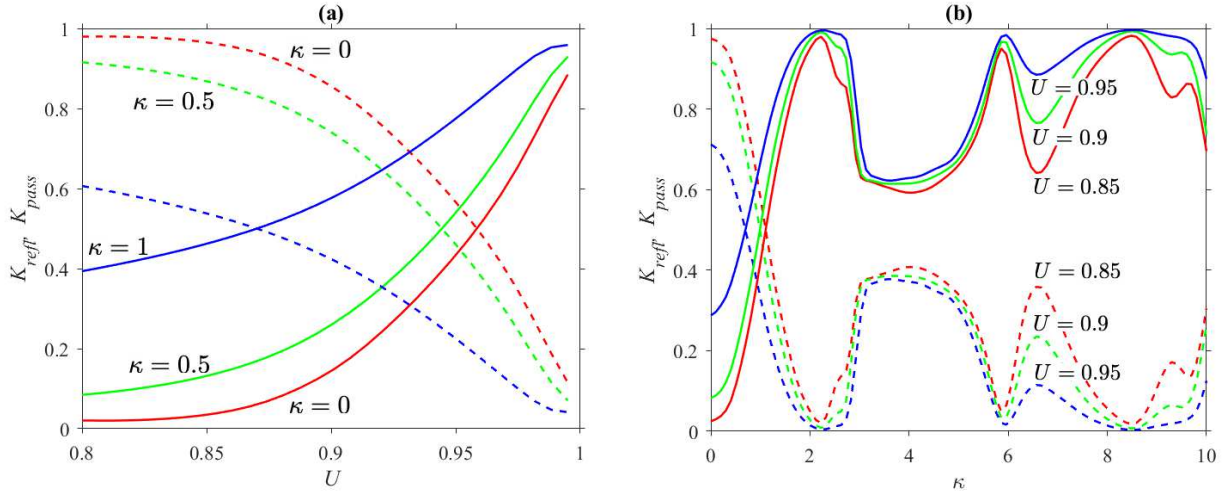 (a)
1
0.8
0.6
0.4
0.2
0
K_refl, K_pass
κ = 0
κ = 0.5
κ = 1
κ = 0.5
κ = 0
0.8 0.85 0.9 0.95 1
U
(b)
1
0.8
0.6
0.4
0.2
0
K_refl, K_pass
U = 0.95
U = 0.9
U = 0.85
U = 0.85
U = 0.9
U = 0.95
0 2 4 6 8 10
κ